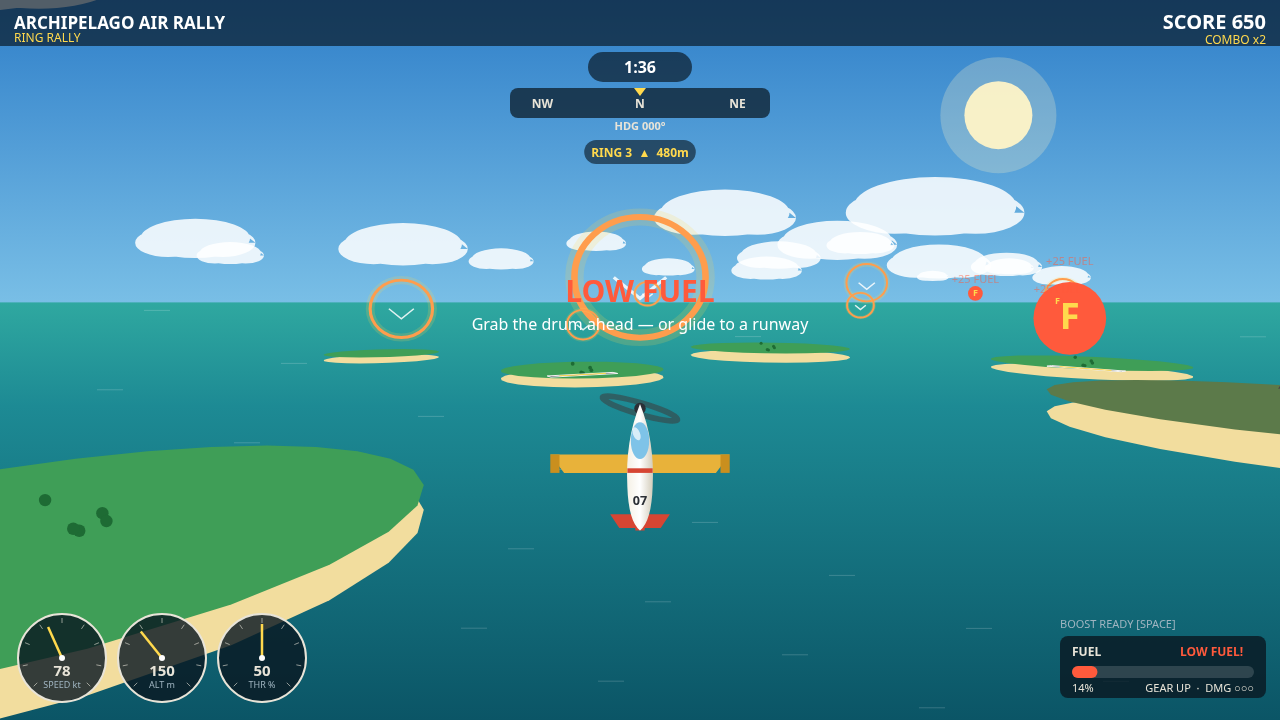 ARCHIPELAGO AIR RALLY
RING RALLY
SCORE 650
COMBO x2
1:36
NW N NE
HDG 000°
RING 3 ▲ 480m
+25 FUEL
+25 FUEL
F
F
F
LOW FUEL
Grab the drum ahead — or glide to a runway
07
78
SPEED kt
150
ALT m
50
THR %
BOOST READY [SPACE]
FUEL LOW FUEL!
14% GEAR UP · DMG ○○○